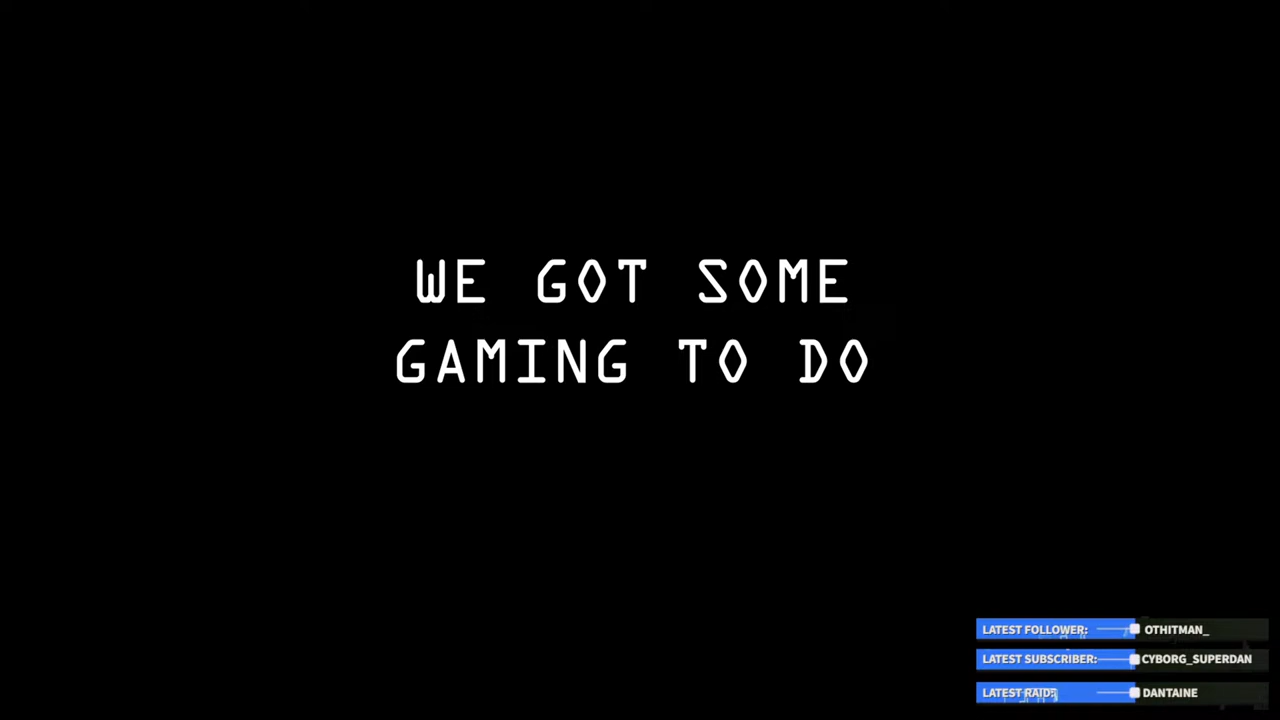 WE GOT SOME
GAMING TO DO
LATEST FOLLOWER: OTHITMAN_
LATEST SUBSCRIBER: CYBORG_SUPERDAN
LATEST RAID: DANTAINE